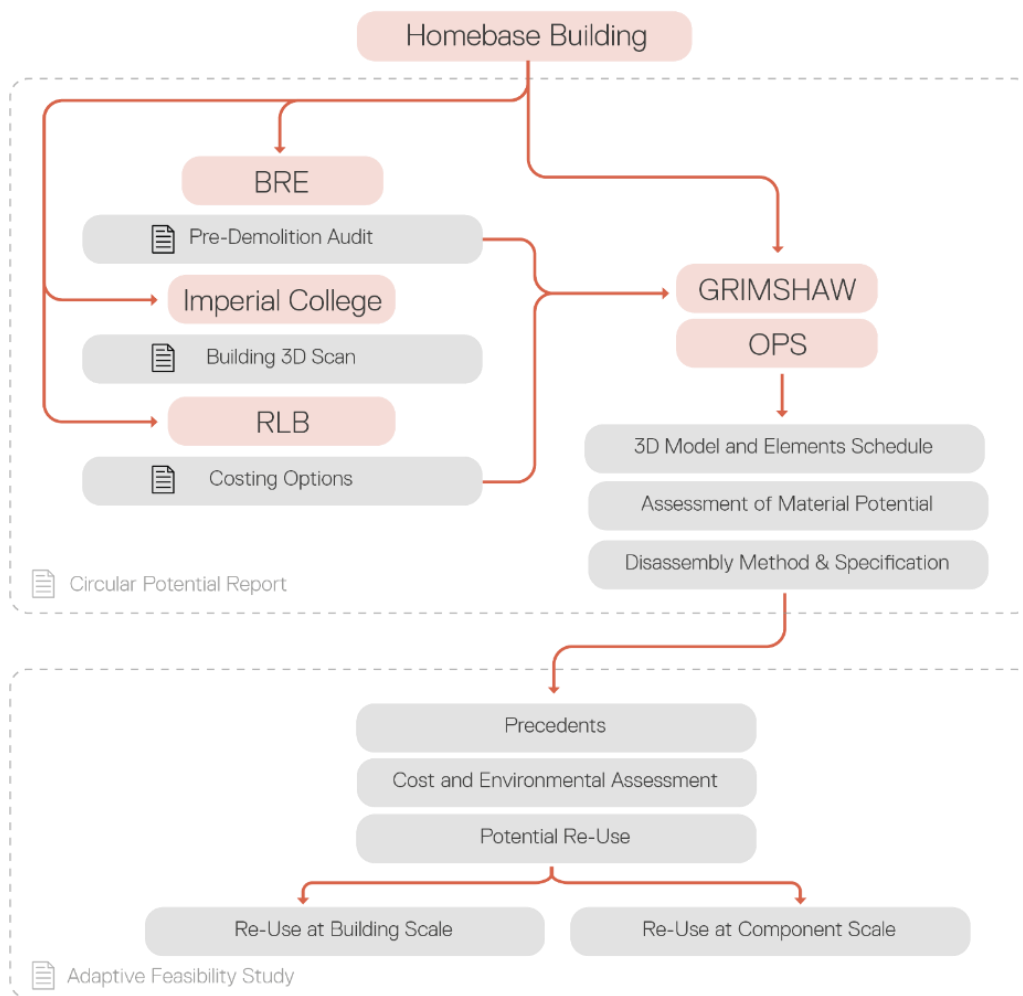 Homebase Building
BRE
Pre-Demolition Audit
Imperial College
Building 3D Scan
RLB
Costing Options
GRIMSHAW
OPS
3D Model and Elements Schedule
Assessment of Material Potential
Disassembly Method & Specification
Circular Potential Report
Precedents
Cost and Environmental Assessment
Potential Re-Use
Re-Use at Building Scale
Re-Use at Component Scale
Adaptive Feasibility Study